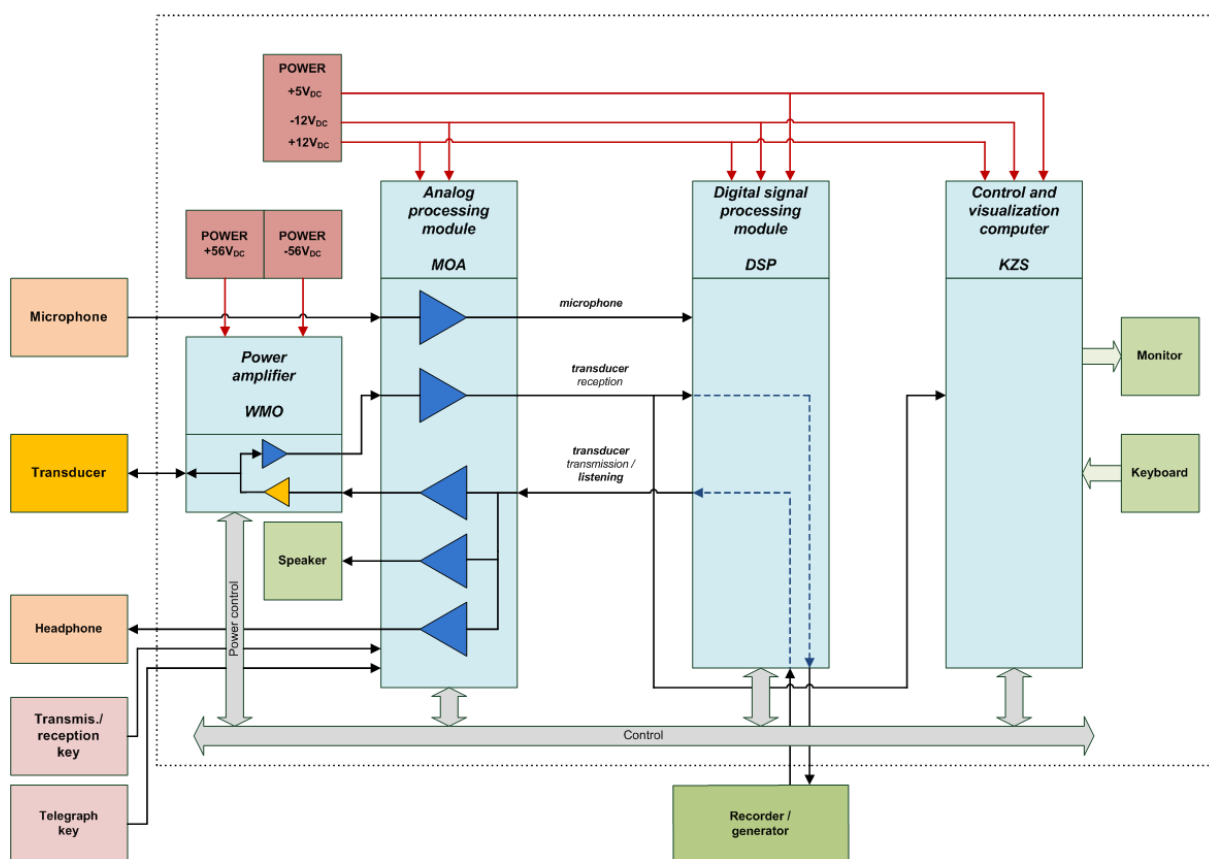 POWER
+5VDC
-12VDC
+12VDC
Analog
processing
module
MOA
Digital signal
processing
module
DSP
Control and
visualization
computer
KZS
POWER
+56VDC
POWER
-56VDC
Microphone
microphone
Power
amplifier
WMO
transducer
reception
Monitor
Transducer
transducer
transmission /
listening
Keyboard
Speaker
Headphone
Power control
Transmis./
reception
key
Control
Telegraph
key
Recorder /
generator